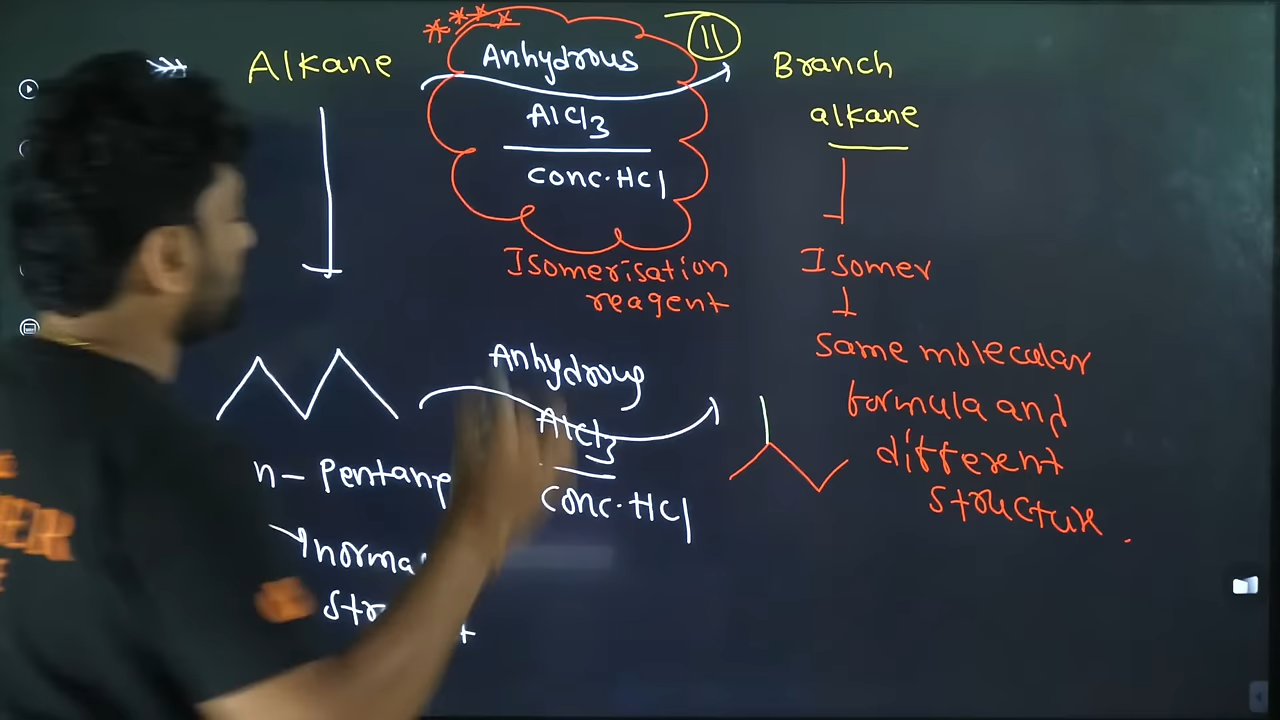 Alkane
Anhydrous
AlCl3
Conc.HCl
11
Branch
alkane
Isomerisation
reagent
Isomer
same molecular
formula and
different
structure.
Anhydrous
AlCl3
Conc.HCl
n-Pentane